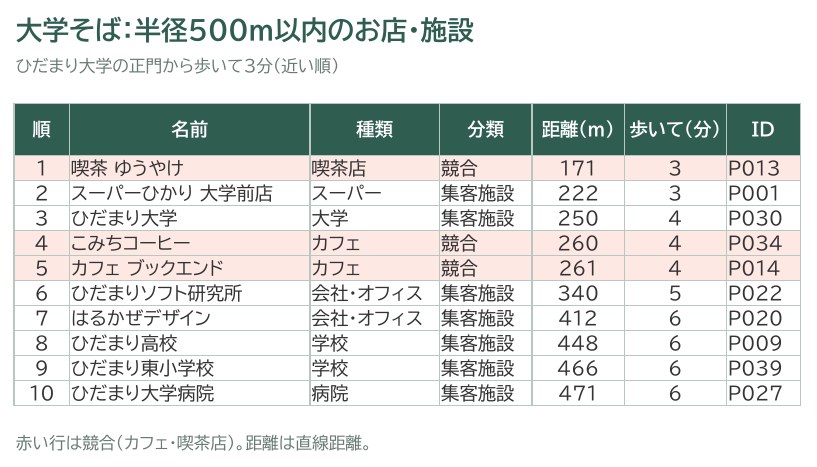 大学そば：半径500m以内のお店・施設
ひだまり大学の正門から歩いて3分（近い順）
順 名前 種類 分類 距離（m） 歩いて（分） ID
1 喫茶 ゆうやけ 喫茶店 競合 171 3 P013
2 スーパーひかり 大学前店 スーパー 集客施設 222 3 P001
3 ひだまり大学 大学 集客施設 250 4 P030
4 こみちコーヒー カフェ 競合 260 4 P034
5 カフェ ブックエンド カフェ 競合 261 4 P014
6 ひだまりソフト研究所 会社・オフィス 集客施設 340 5 P022
7 はるかぜデザイン 会社・オフィス 集客施設 412 6 P020
8 ひだまり高校 学校 集客施設 448 6 P009
9 ひだまり東小学校 学校 集客施設 466 6 P039
10 ひだまり大学病院 病院 集客施設 471 6 P027
赤い行は競合（カフェ・喫茶店）。距離は直線距離。